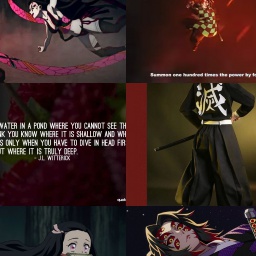 Summon one hundred times the power by fo
WATER IN A POND WHERE YOU CANNOT SEE TH
NK YOU KNOW WHERE IT IS SHALLOW AND WH
S ONLY WHEN YOU HAVE TO DIVE IN HEAD FIR
UT WHERE IT IS TRULY DEEP.
- J.L. WITTERICK
滅